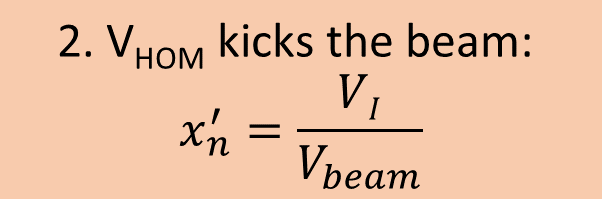 2. V_HOM kicks the beam:
x'_n = V_I / V_beam